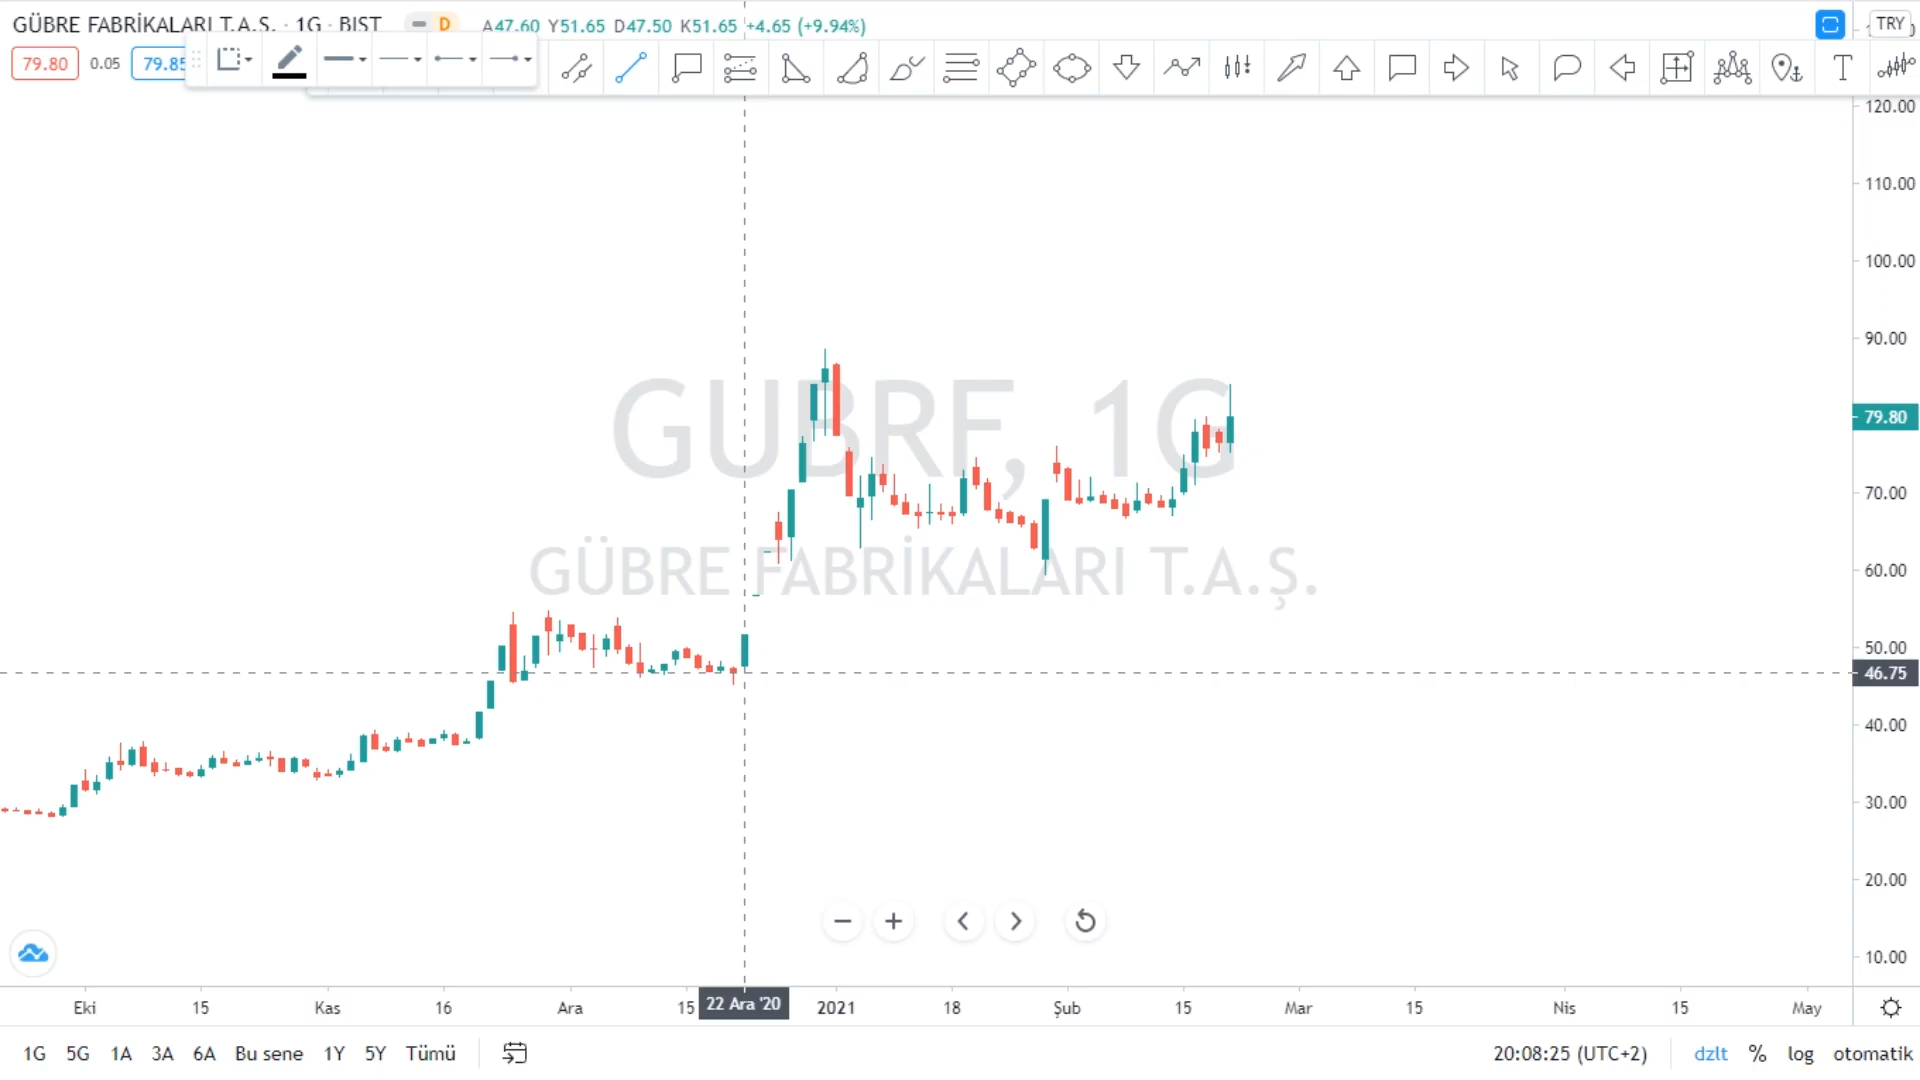 GÜBRE FABRİKALARI T.A.Ş. · 1G · BIST D A47.60 Y51.65 D47.50 K51.65 +4.65 (+9.94%)
TRY
79.80 0.05 79.85
T
120.00
110.00
100.00
90.00
79.80
70.00
60.00
50.00
46.75
40.00
30.00
20.00
10.00
GUBRF, 1G
GÜBRE FABRİKALARI T.A.Ş.
Eki 15 Kas 16 Ara 15 22 Ara '20 2021 18 Şub 15 Mar 15 Nis 15 May
1G 5G 1A 3A 6A Bu sene 1Y 5Y Tümü 20:08:25 (UTC+2) dzlt % log otomatik